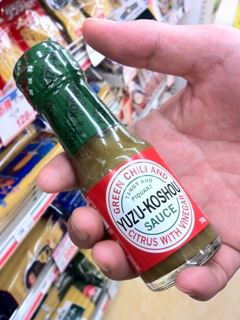 GREEN CHILI AND
TANGY AND
PIQUANT
YUZU-KOSHOU
SAUCE
CITRUS WITH VINEGAR